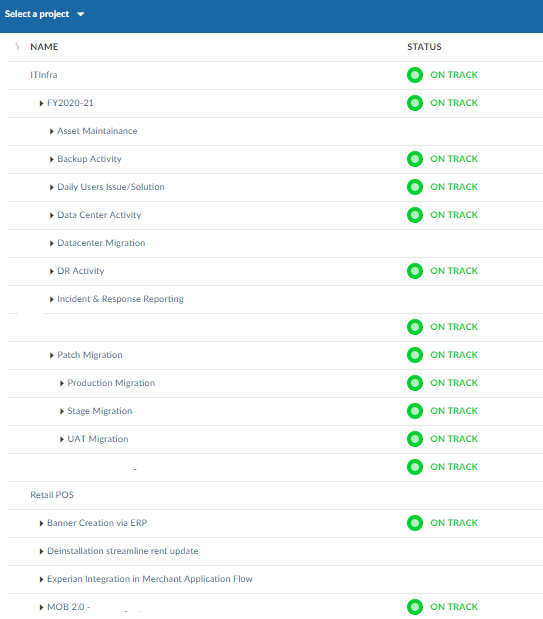 Select a project
NAME STATUS
ITInfra ON TRACK
FY2020-21 ON TRACK
Asset Maintainance
Backup Activity ON TRACK
Daily Users Issue/Solution ON TRACK
Data Center Activity ON TRACK
Datacenter Migration
DR Activity ON TRACK
Incident & Response Reporting
ON TRACK
Patch Migration ON TRACK
Production Migration ON TRACK
Stage Migration ON TRACK
UAT Migration ON TRACK
- ON TRACK
Retail POS
Banner Creation via ERP ON TRACK
Deinstallation streamline rent update
Experian Integration in Merchant Application Flow
MOB 2.0 - ON TRACK